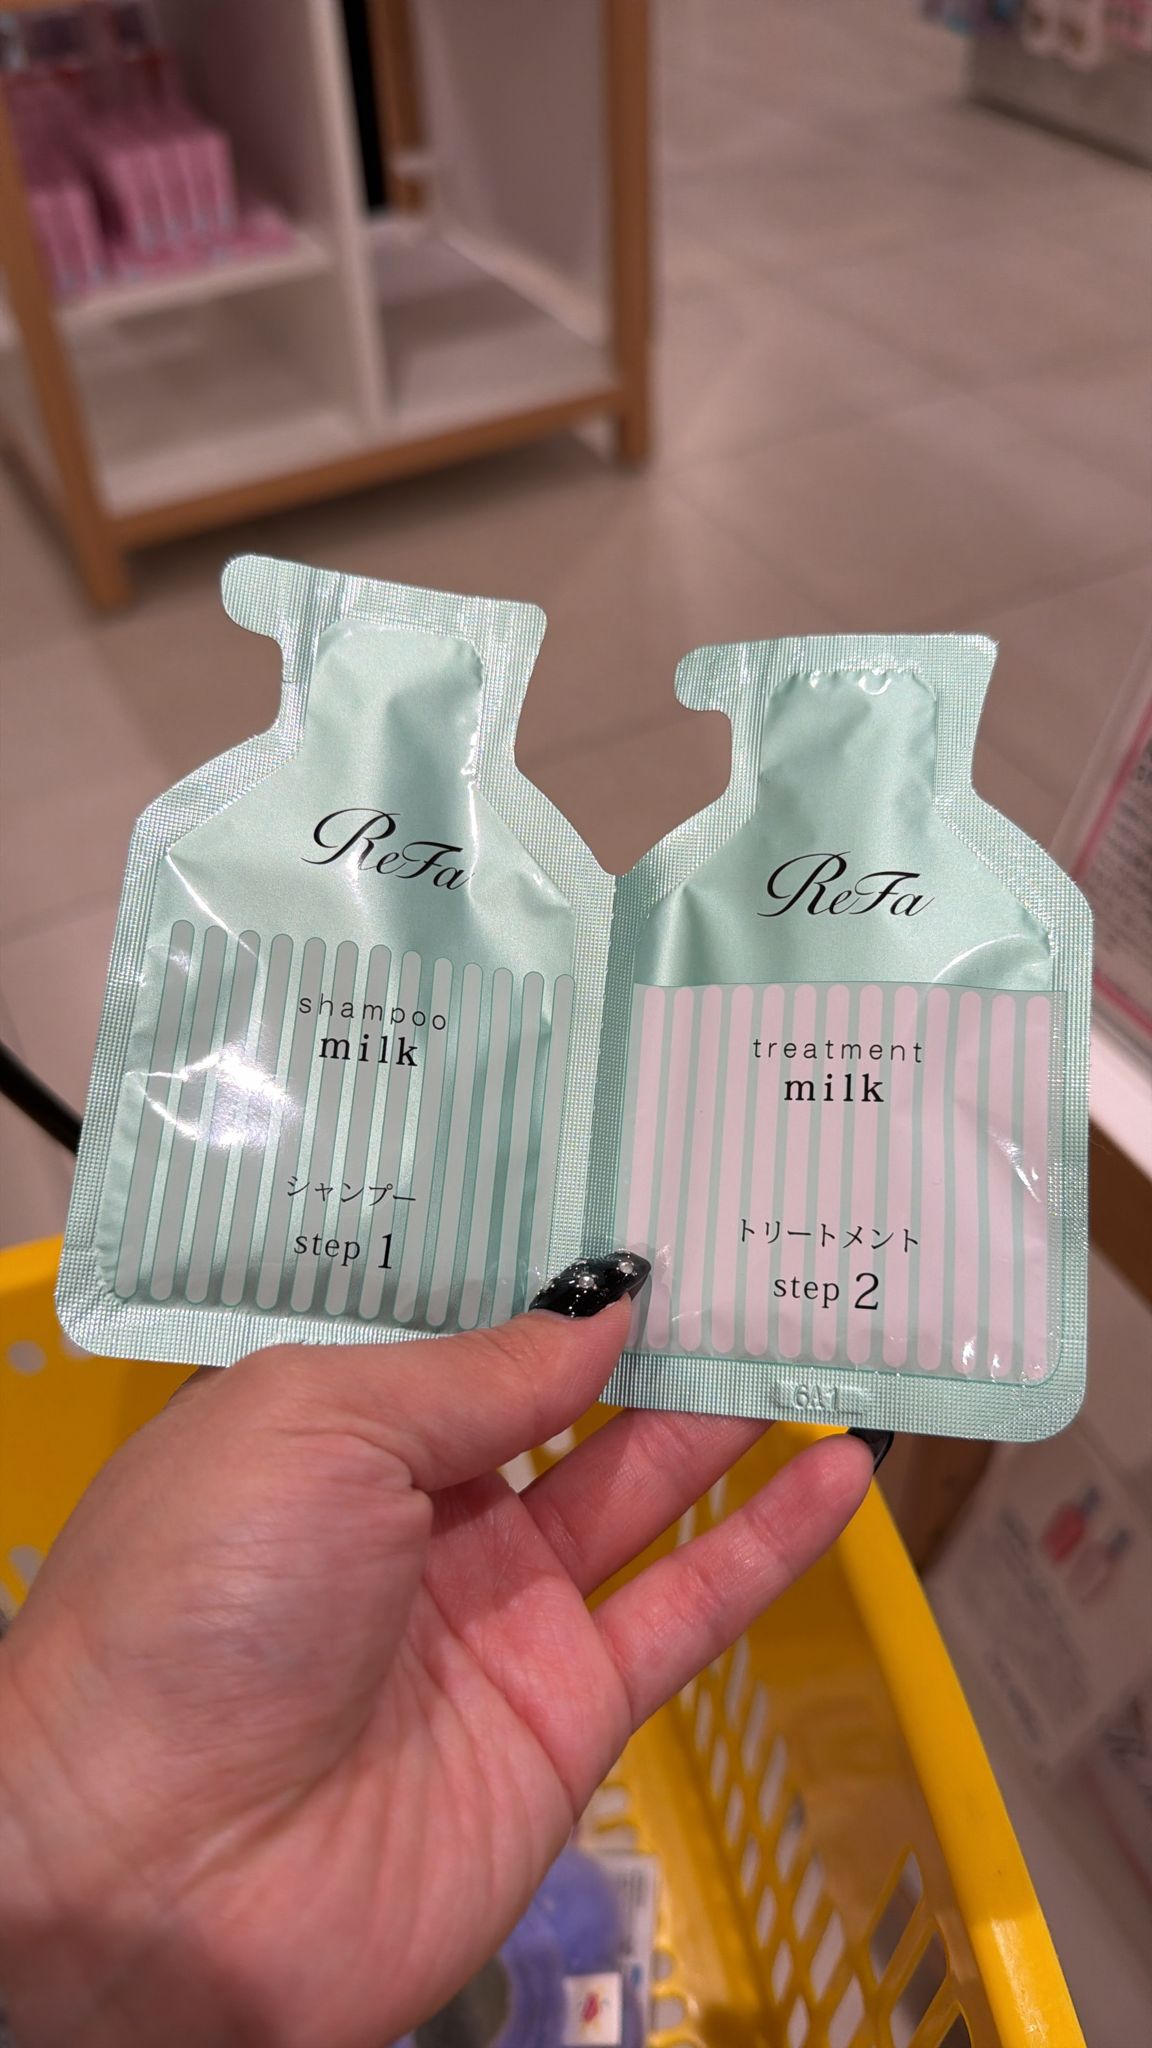 ReFa
shampoo
milk
シャンプー
step 1
ReFa
treatment
milk
トリートメント
step 2
6A1